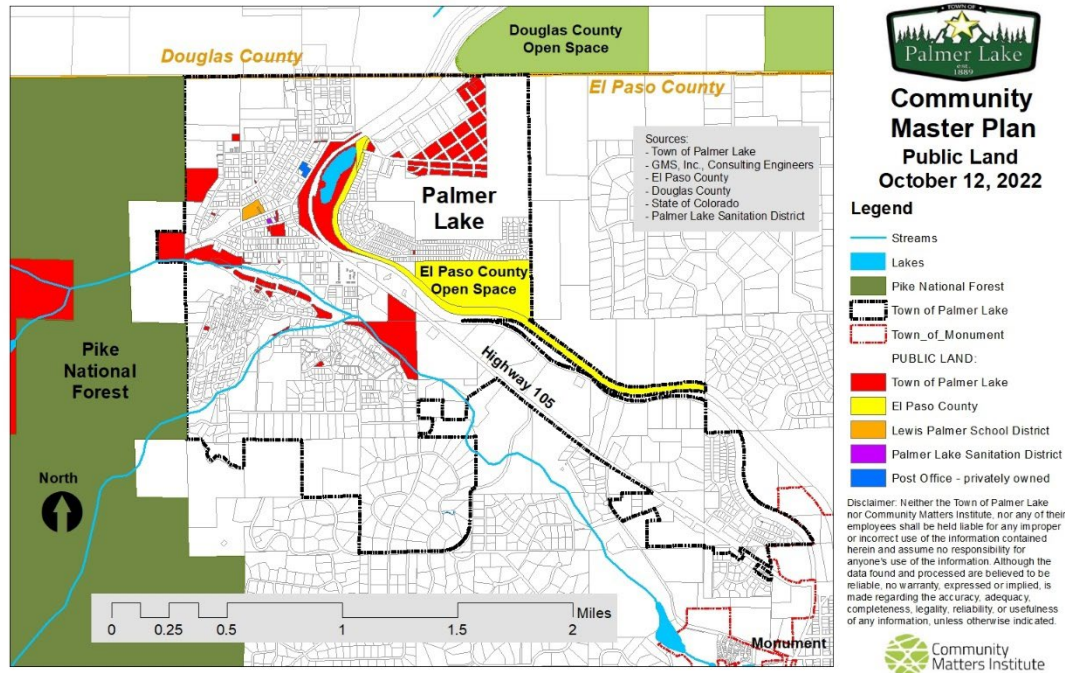 Douglas County
Open Space
Douglas County
El Paso County
Sources:
- Town of Palmer Lake
- GMS, Inc., Consulting Engineers
- El Paso County
- Douglas County
- State of Colorado
- Palmer Lake Sanitation District
Palmer
Lake
El Paso County
Open Space
Pike
National
Forest
Highway 105
North
Miles
0 0.25 0.5 1 1.5 2
Monument
TOWN OF
Palmer Lake
est.
1889
Community
Master Plan
Public Land
October 12, 2022
Legend
Streams
Lakes
Pike National Forest
Town of Palmer Lake
Town_of_Monument
PUBLIC LAND:
Town of Palmer Lake
El Paso County
Lewis Palmer School District
Palmer Lake Sanitation District
Post Office - privately owned
Disclaimer: Neither the Town of Palmer Lake
nor Community Matters Institute, nor any of their
employees shall be held liable for any improper
or incorrect use of the information contained
herein and assume no responsibility for
anyone's use of the information. Although the
data found and processed are believed to be
reliable, no warranty, expressed or implied, is
made regarding the accuracy, adequacy,
completeness, legality, reliability, or usefulness
of any information, unless otherwise indicated.
Community
Matters Institute